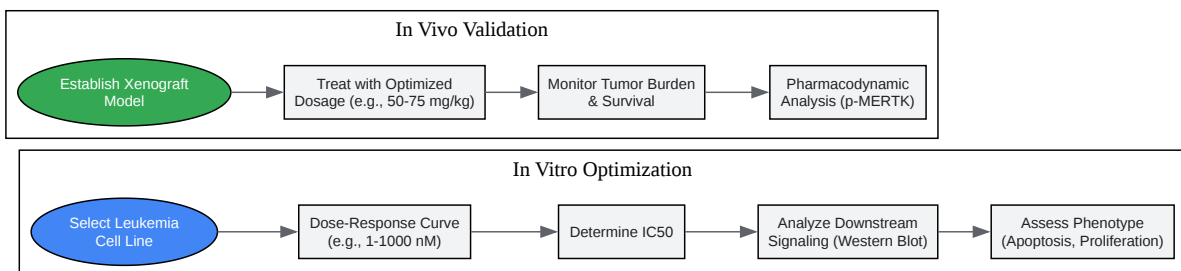 In Vivo Validation
Establish Xenograft
Model
Treat with Optimized
Dosage (e.g., 50-75 mg/kg)
Monitor Tumor Burden
& Survival
Pharmacodynamic
Analysis (p-MERTK)
In Vitro Optimization
Select Leukemia
Cell Line
Dose-Response Curve
(e.g., 1-1000 nM)
Determine IC50
Analyze Downstream
Signaling (Western Blot)
Assess Phenotype
(Apoptosis, Proliferation)